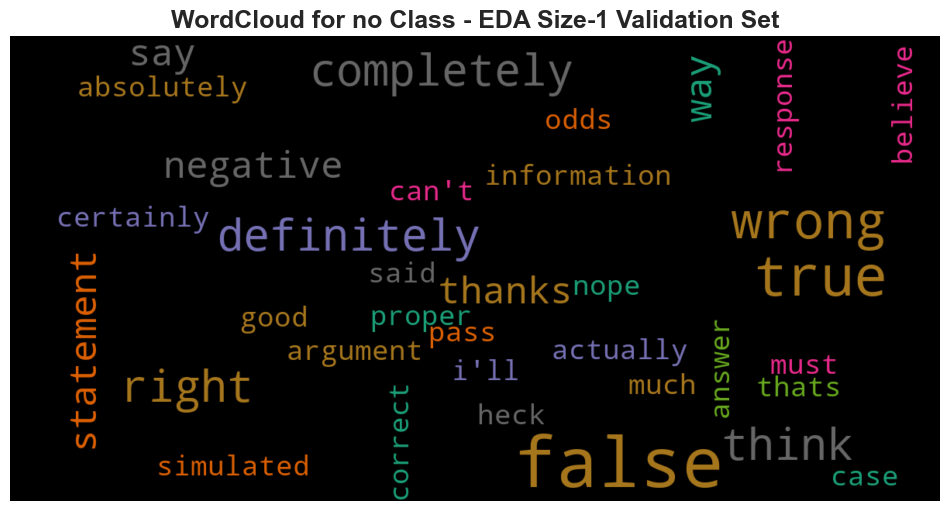 WordCloud for no Class - EDA Size-1 Validation Set
say
completely
way
response
believe
absolutely
odds
negative
information
can't
certainly
definitely
wrong
true
statement
said
thanks
nope
good
proper
pass
argument
actually
answer
i'll
must
right
much
thats
correct
heck
simulated
false
think
case